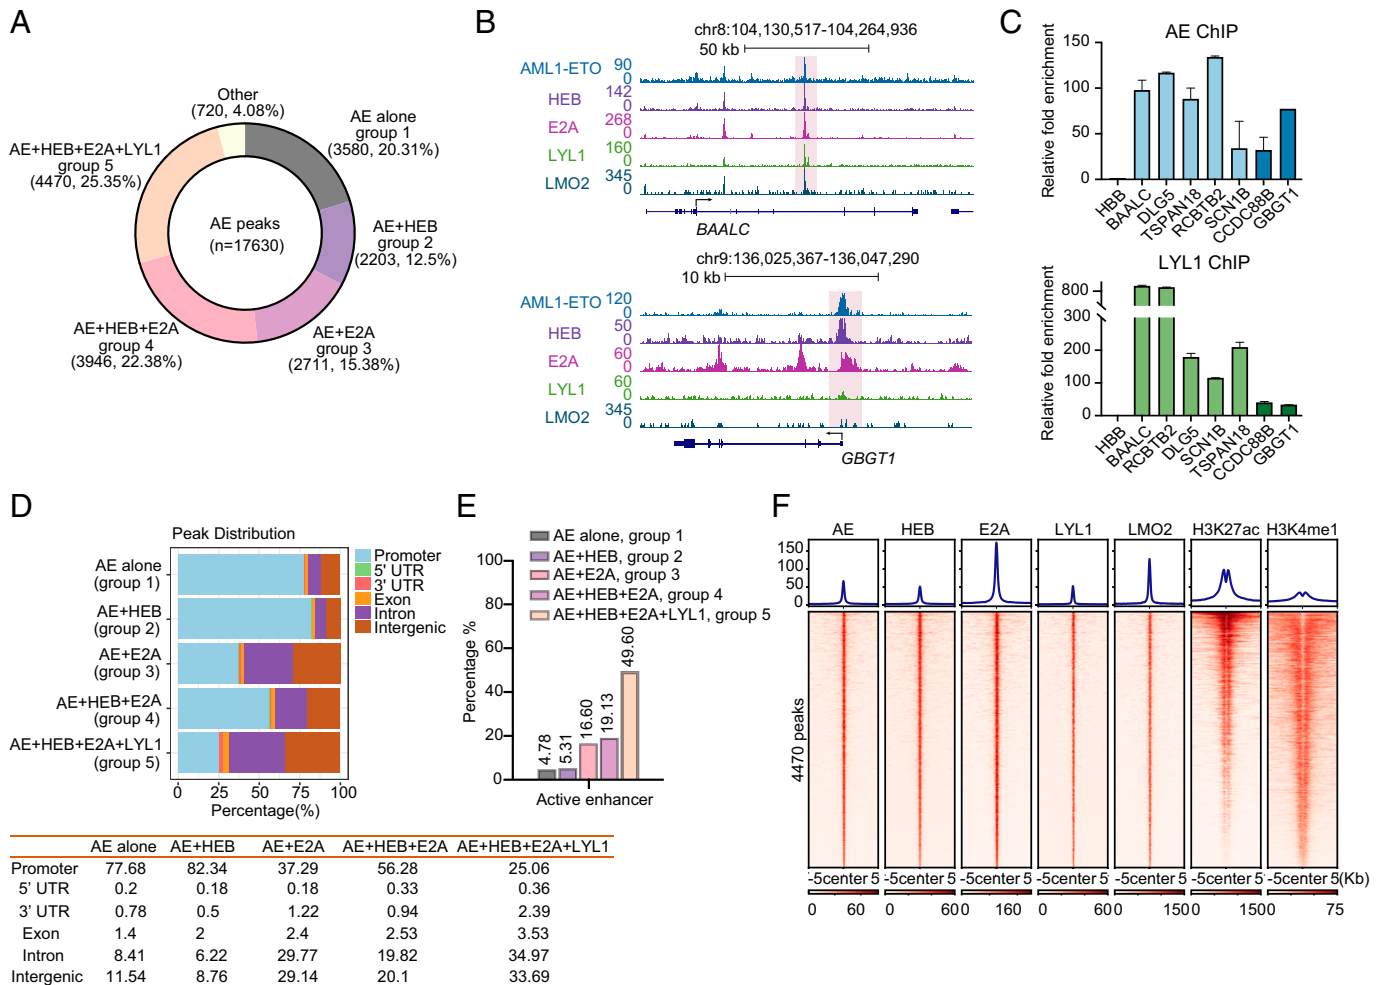 A
Other
(720, 4.08%)
AE alone
group 1
(3580, 20.31%)
AE+HEB+E2A+LYL1
group 5
(4470, 25.35%)
AE peaks
(n=17630)
AE+HEB
group 2
(2203, 12.5%)
AE+HEB+E2A
group 4
(3946, 22.38%)
AE+E2A
group 3
(2711, 15.38%)
B
chr8:104,130,517-104,264,936
50 kb
AML1-ETO 90
0
HEB 142
0
E2A 268
0
LYL1 160
0
LMO2 345
0
BAALC
chr9:136,025,367-136,047,290
10 kb
AML1-ETO 120
0
HEB 50
0
E2A 60
0
LYL1 60
0
LMO2 345
0
GBGT1
C
AE ChIP
Relative fold enrichment
150
100
50
0
HBB BAALC DLG5 TSPAN18 RCBTB2 SCN1B CCDC88B GBGT1
LYL1 ChIP
Relative fold enrichment
800
300
200
100
0
HBB BAALC RCBTB2 DLG5 SCN1B TSPAN18 CCDC88B GBGT1
D
Peak Distribution
AE alone
(group 1)
AE+HEB
(group 2)
AE+E2A
(group 3)
AE+HEB+E2A
(group 4)
AE+HEB+E2A+LYL1
(group 5)
0 25 50 75 100
Percentage(%)
Promoter
5' UTR
3' UTR
Exon
Intron
Intergenic
AE alone AE+HEB AE+E2A AE+HEB+E2A AE+HEB+E2A+LYL1
Promoter 77.68 82.34 37.29 56.28 25.06
5' UTR 0.2 0.18 0.18 0.33 0.36
3' UTR 0.78 0.5 1.22 0.94 2.39
Exon 1.4 2 2.4 2.53 3.53
Intron 8.41 6.22 29.77 19.82 34.97
Intergenic 11.54 8.76 29.14 20.1 33.69
E
AE alone, group 1
AE+HEB, group 2
AE+E2A, group 3
AE+HEB+E2A, group 4
AE+HEB+E2A+LYL1, group 5
Percentage %
100
80
60
40
20
0
4.78 5.31 16.60 19.13 49.60
Active enhancer
F
AE HEB E2A LYL1 LMO2 H3K27ac H3K4me1
150
100
50
0
4470 peaks
-5center 5 -5center 5 -5center 5 -5center 5 -5center 5 -5center 5 -5center 5(Kb)
0 60 0 600 0 160 0 600 0 1500 0 1500 75